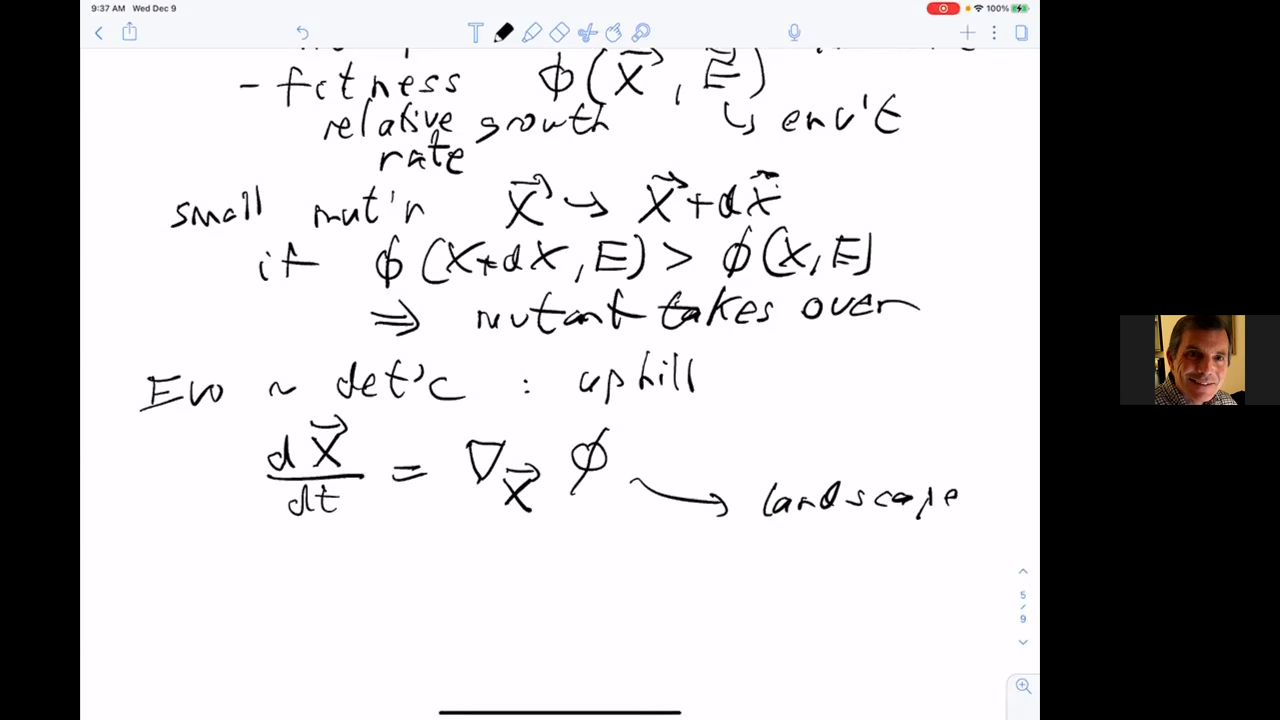 9:37 AM Wed Dec 9
100%
T
- fitness ϕ(X⃗, E⃗)
relative growth ↳ env't
rate
small mut'n X⃗ → X⃗+dX⃗
if ϕ(X+dX, E) > ϕ(X, E)
⇒ mutant takes over
Evo ~ det'c : uphill
dX⃗/dt = ∇_X⃗ ϕ → landscape
5
/
9